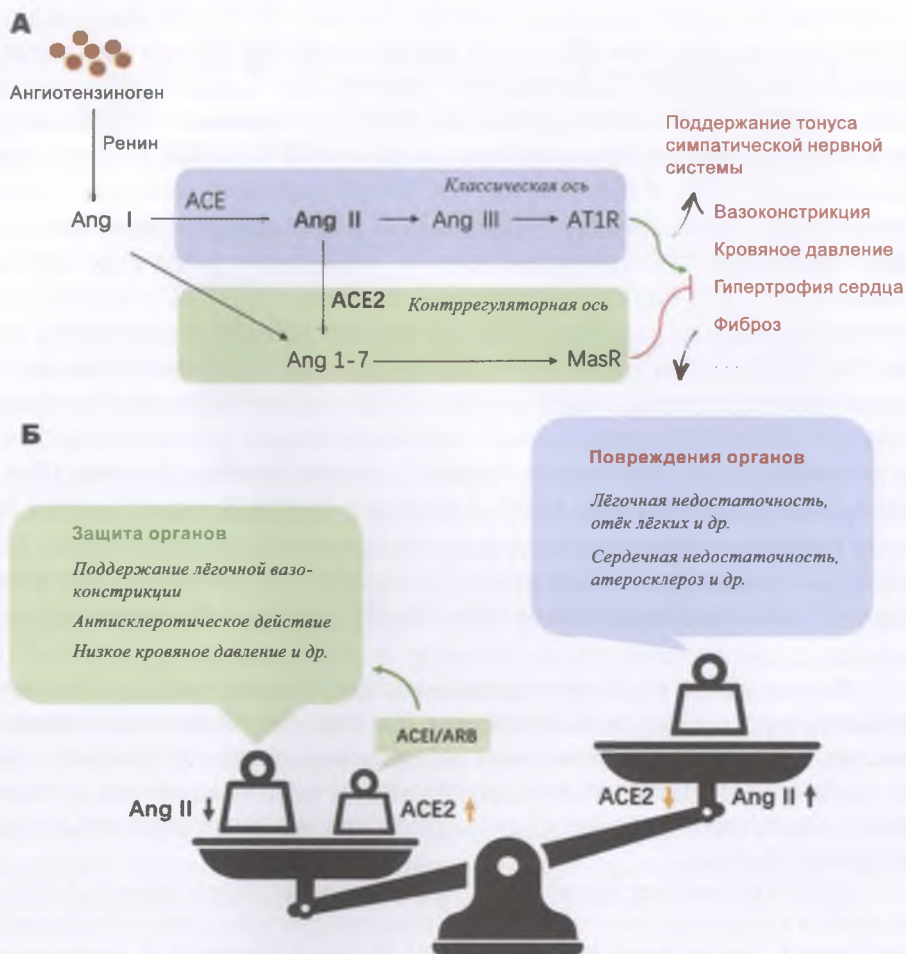 А
Ангиотензиноген
Ренин
Ang I
ACE
Классическая ось
Ang II
Ang III
AT1R
ACE2
Контррегуляторная ось
Ang 1-7
MasR
Поддержание тонуса
симпатической нервной
системы
Вазоконстрикция
Кровяное давление
Гипертрофия сердца
Фиброз
. . .
Б
Защита органов
Поддержание лёгочной вазо-
констрикции
Антисклеротическое действие
Низкое кровяное давление и др.
Повреждения органов
Лёгочная недостаточность,
отёк лёгких и др.
Сердечная недостаточность,
атеросклероз и др.
ACEI/ARB
Ang II ↓
ACE2 ↑
ACE2 ↓
Ang II ↑